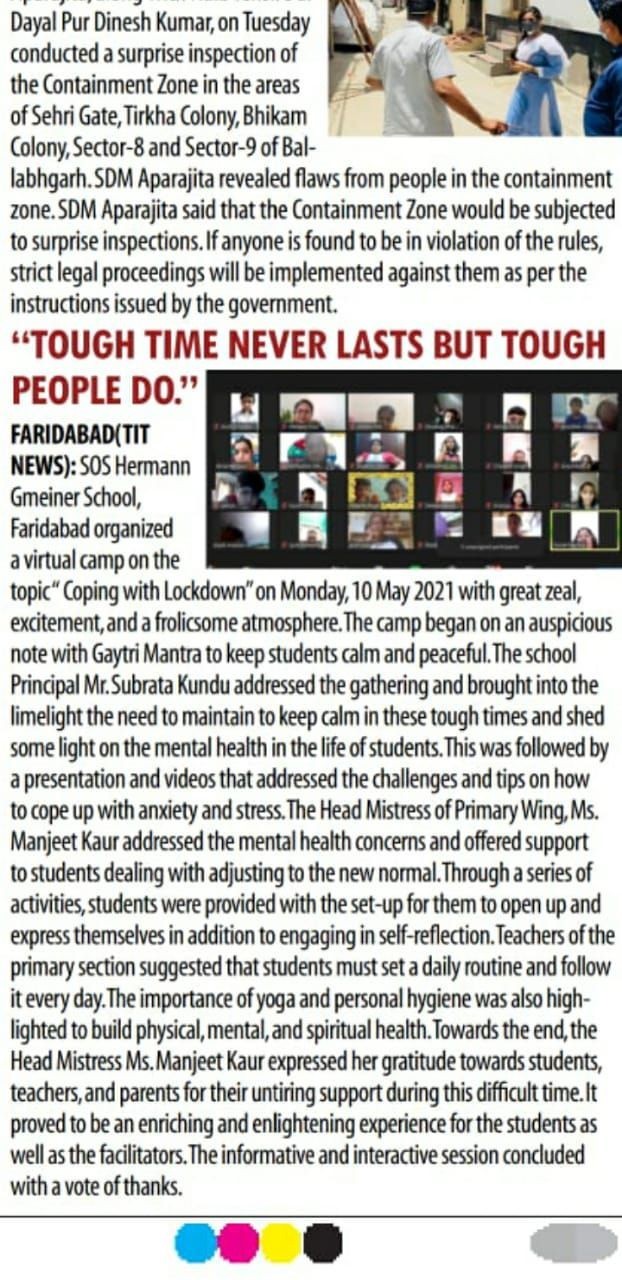 Dayal Pur Dinesh Kumar, on Tuesday
conducted a surprise inspection of
the Containment Zone in the areas
of Sehri Gate, Tirkha Colony, Bhikam
Colony, Sector-8 and Sector-9 of Bal-
labhgarh. SDM Aparajita revealed flaws from people in the containment
zone. SDM Aparajita said that the Containment Zone would be subjected
to surprise inspections. If anyone is found to be in violation of the rules,
strict legal proceedings will be implemented against them as per the
instructions issued by the government.
“TOUGH TIME NEVER LASTS BUT TOUGH
PEOPLE DO.”
FARIDABAD(TIT
NEWS): SOS Hermann
Gmeiner School,
Faridabad organized
a virtual camp on the
topic“ Coping with Lockdown” on Monday, 10 May 2021 with great zeal,
excitement, and a frolicsome atmosphere. The camp began on an auspicious
note with Gaytri Mantra to keep students calm and peaceful. The school
Principal Mr. Subrata Kundu addressed the gathering and brought into the
limelight the need to maintain to keep calm in these tough times and shed
some light on the mental health in the life of students. This was followed by
a presentation and videos that addressed the challenges and tips on how
to cope up with anxiety and stress. The Head Mistress of Primary Wing, Ms.
Manjeet Kaur addressed the mental health concerns and offered support
to students dealing with adjusting to the new normal. Through a series of
activities, students were provided with the set-up for them to open up and
express themselves in addition to engaging in self-reflection. Teachers of the
primary section suggested that students must set a daily routine and follow
it every day. The importance of yoga and personal hygiene was also high-
lighted to build physical, mental, and spiritual health. Towards the end, the
Head Mistress Ms. Manjeet Kaur expressed her gratitude towards students,
teachers, and parents for their untiring support during this difficult time. It
proved to be an enriching and enlightening experience for the students as
well as the facilitators. The informative and interactive session concluded
with a vote of thanks.